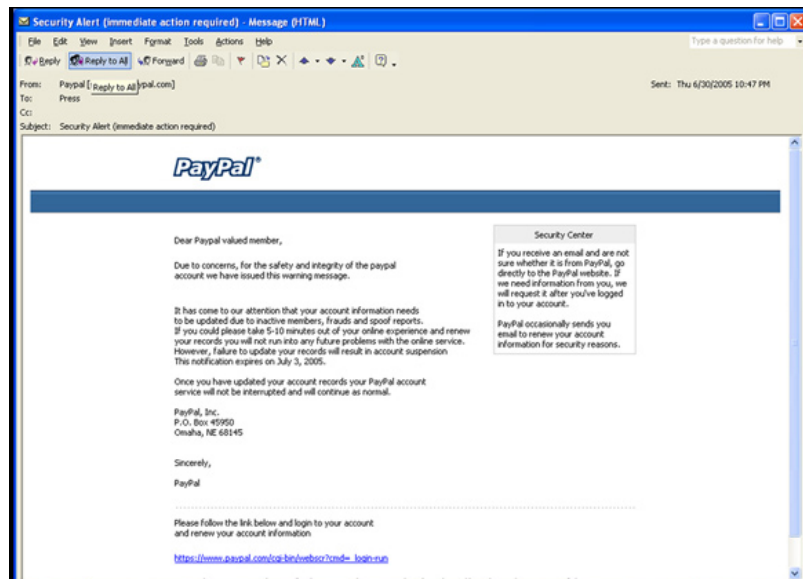 Security Alert (immediate action required) - Message (HTML)
File Edit View Insert Format Tools Actions Help Type a question for help
Reply Reply to All Forward
From: Paypal [ ypal.com] Sent: Thu 6/30/2005 10:47 PM
Reply to All
To: Press
Cc:
Subject: Security Alert (immediate action required)
PayPal®
Dear Paypal valued member,
Due to concerns, for the safety and integrity of the paypal
account we have issued this warning message.
It has come to our attention that your account information needs
to be updated due to inactive members, frauds and spoof reports.
If you could please take 5-10 minutes out of your online experience and renew
your records you will not run into any future problems with the online service.
However, failure to update your records will result in account suspension
This notification expires on July 3, 2005.
Once you have updated your account records your PayPal account
service will not be interrupted and will continue as normal.
PayPal, Inc.
P.O. Box 45950
Omaha, NE 68145
Sincerely,
PayPal
Please follow the link below and login to your account
and renew your account information
https://www.paypal.com/cgi-bin/webscr?cmd=_login-run
Security Center
If you receive an email and are not
sure whether it is from PayPal, go
directly to the PayPal website. If
we need information from you, we
will request it after you've logged
in to your account.
PayPal occasionally sends you
email to renew your account
information for security reasons.